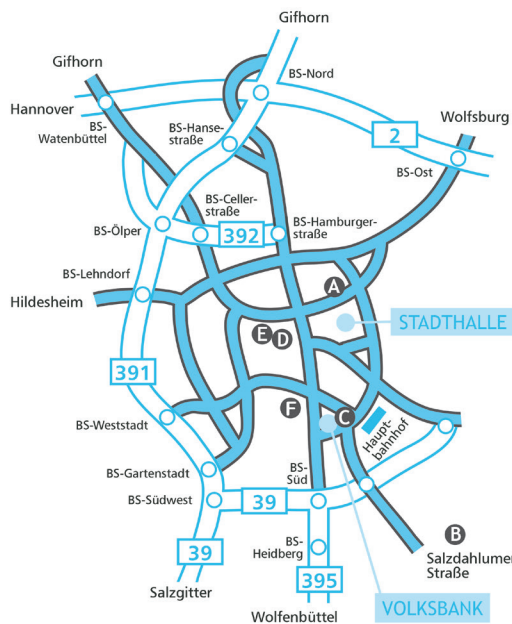 Gifhorn
Gifhorn
BS-Nord
Hannover
BS-
Watenbüttel
BS-Hanse-
straße
2
Wolfsburg
BS-Ost
BS-Celler-
straße
BS-Hamburger-
straße
BS-Ölper
392
BS-Lehndorf
Hildesheim
A
STADTHALLE
E
D
391
F
C
BS-Weststadt
Haupt-
bahnhof
BS-Gartenstadt
BS-
Süd
BS-Südwest
39
B
Salzdahlumer
Straße
39
BS-
Heidberg
395
Salzgitter
VOLKSBANK
Wolfenbüttel